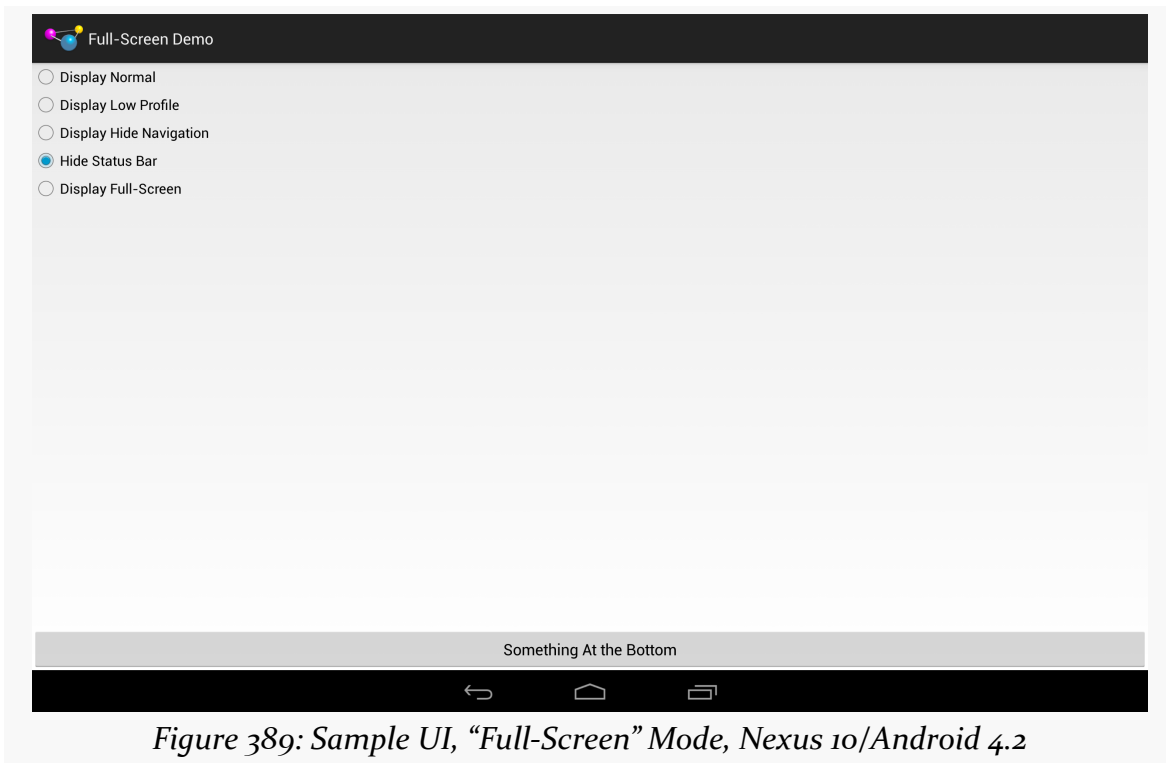 Full-Screen Demo
Display Normal
Display Low Profile
Display Hide Navigation
Hide Status Bar
Display Full-Screen
Something At the Bottom
Figure 389: Sample UI, “Full-Screen” Mode, Nexus 10/Android 4.2